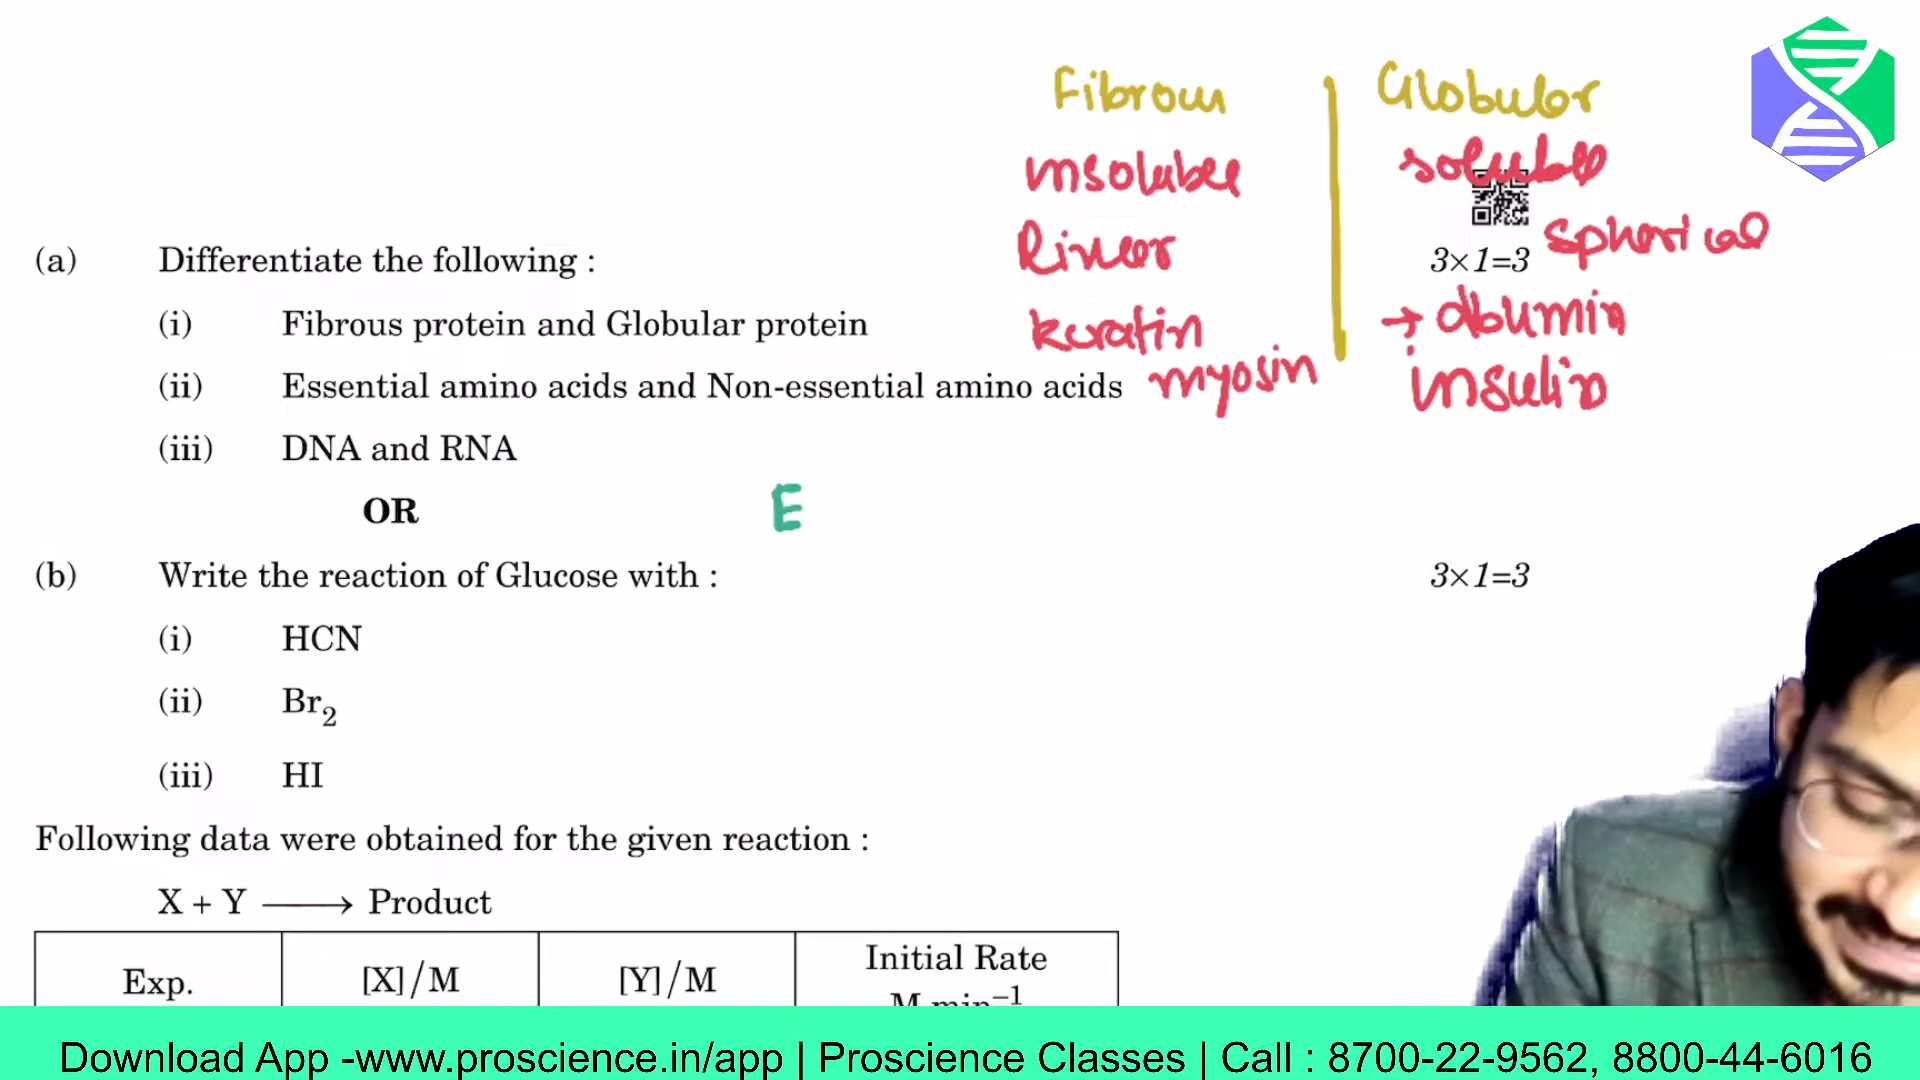 Fibrous
Globular
insoluble
soluble
linear
spherical
(a) Differentiate the following :
3×1=3
(i) Fibrous protein and Globular protein
keratin
→ albumin
(ii) Essential amino acids and Non-essential amino acids
myosin
insulin
(iii) DNA and RNA
OR
E
(b) Write the reaction of Glucose with :
3×1=3
(i) HCN
(ii) Br₂
(iii) HI
Following data were obtained for the given reaction :
X + Y ⟶ Product
Exp. [X]/M [Y]/M Initial Rate
M min⁻¹
Download App -www.proscience.in/app | Proscience Classes | Call : 8700-22-9562, 8800-44-6016